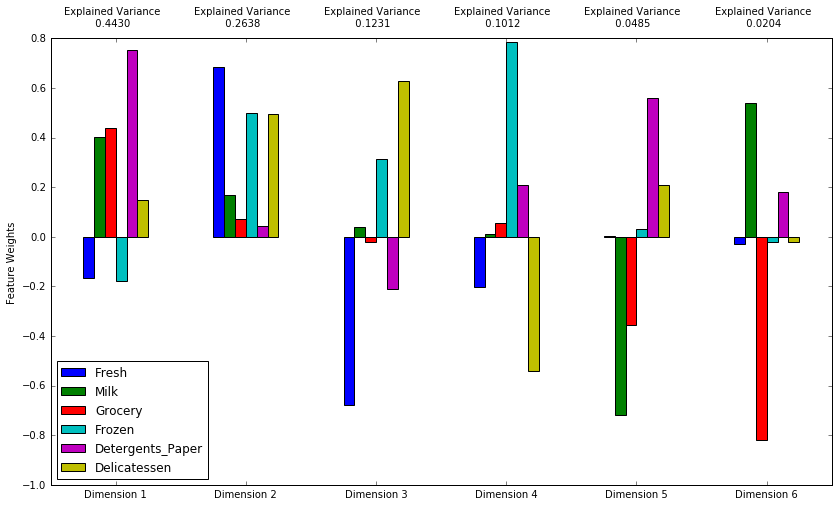 Explained Variance
0.4430
Explained Variance
0.2638
Explained Variance
0.1231
Explained Variance
0.1012
Explained Variance
0.0485
Explained Variance
0.0204
Feature Weights
0.8
0.6
0.4
0.2
0.0
−0.2
−0.4
−0.6
−0.8
−1.0
Fresh
Milk
Grocery
Frozen
Detergents_Paper
Delicatessen
Dimension 1
Dimension 2
Dimension 3
Dimension 4
Dimension 5
Dimension 6